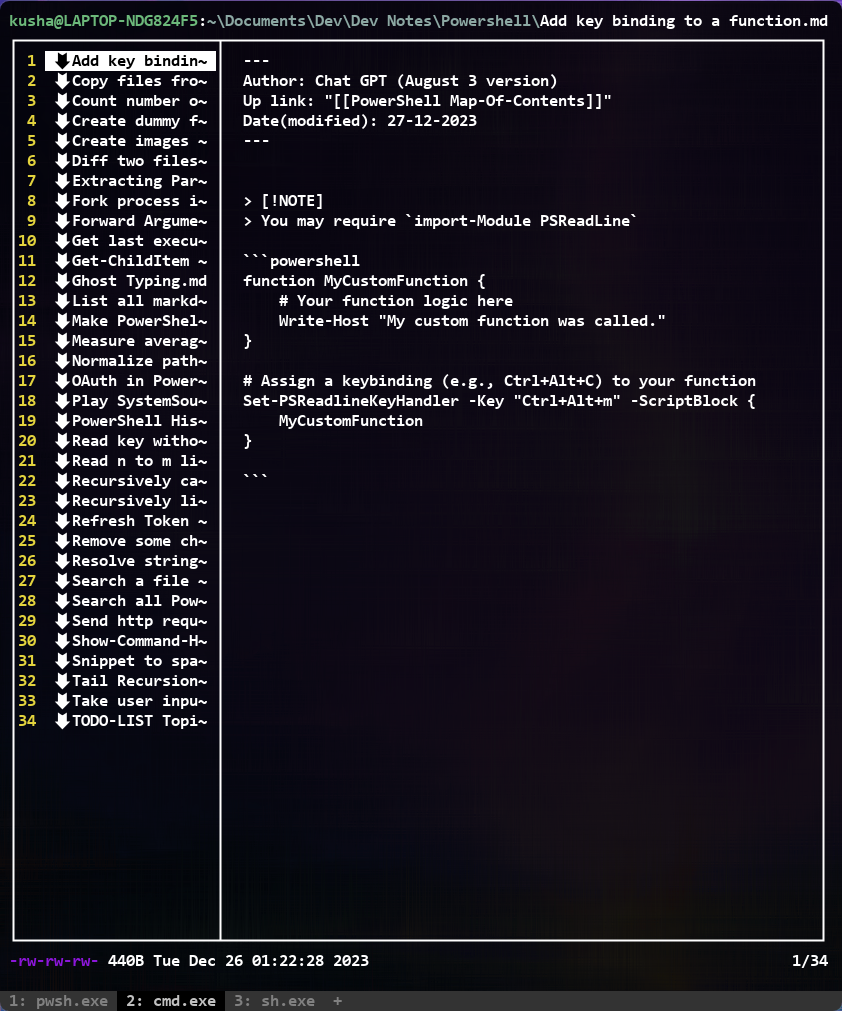 kusha@LAPTOP-NDG824F5:~\Documents\Dev\Dev Notes\Powershell\Add key binding to a function.md
1 Add key bindin~
2 Copy files fro~
3 Count number o~
4 Create dummy f~
5 Create images ~
6 Diff two files~
7 Extracting Par~
8 Fork process i~
9 Forward Argume~
10 Get last execu~
11 Get-ChildItem ~
12 Ghost Typing.md
13 List all markd~
14 Make PowerShel~
15 Measure averag~
16 Normalize path~
17 OAuth in Power~
18 Play SystemSou~
19 PowerShell His~
20 Read key witho~
21 Read n to m li~
22 Recursively ca~
23 Recursively li~
24 Refresh Token ~
25 Remove some ch~
26 Resolve string~
27 Search a file ~
28 Search all Pow~
29 Send http requ~
30 Show-Command-H~
31 Snippet to spa~
32 Tail Recursion~
33 Take user inpu~
34 TODO-LIST Topi~
---
Author: Chat GPT (August 3 version)
Up link: "[[PowerShell Map-Of-Contents]]"
Date(modified): 27-12-2023
---
> [!NOTE]
> You may require `import-Module PSReadLine`
```powershell
function MyCustomFunction {
    # Your function logic here
    Write-Host "My custom function was called."
}
# Assign a keybinding (e.g., Ctrl+Alt+C) to your function
Set-PSReadlineKeyHandler -Key "Ctrl+Alt+m" -ScriptBlock {
    MyCustomFunction
}
```
-rw-rw-rw- 440B Tue Dec 26 01:22:28 2023 1/34
1: pwsh.exe 2: cmd.exe 3: sh.exe +